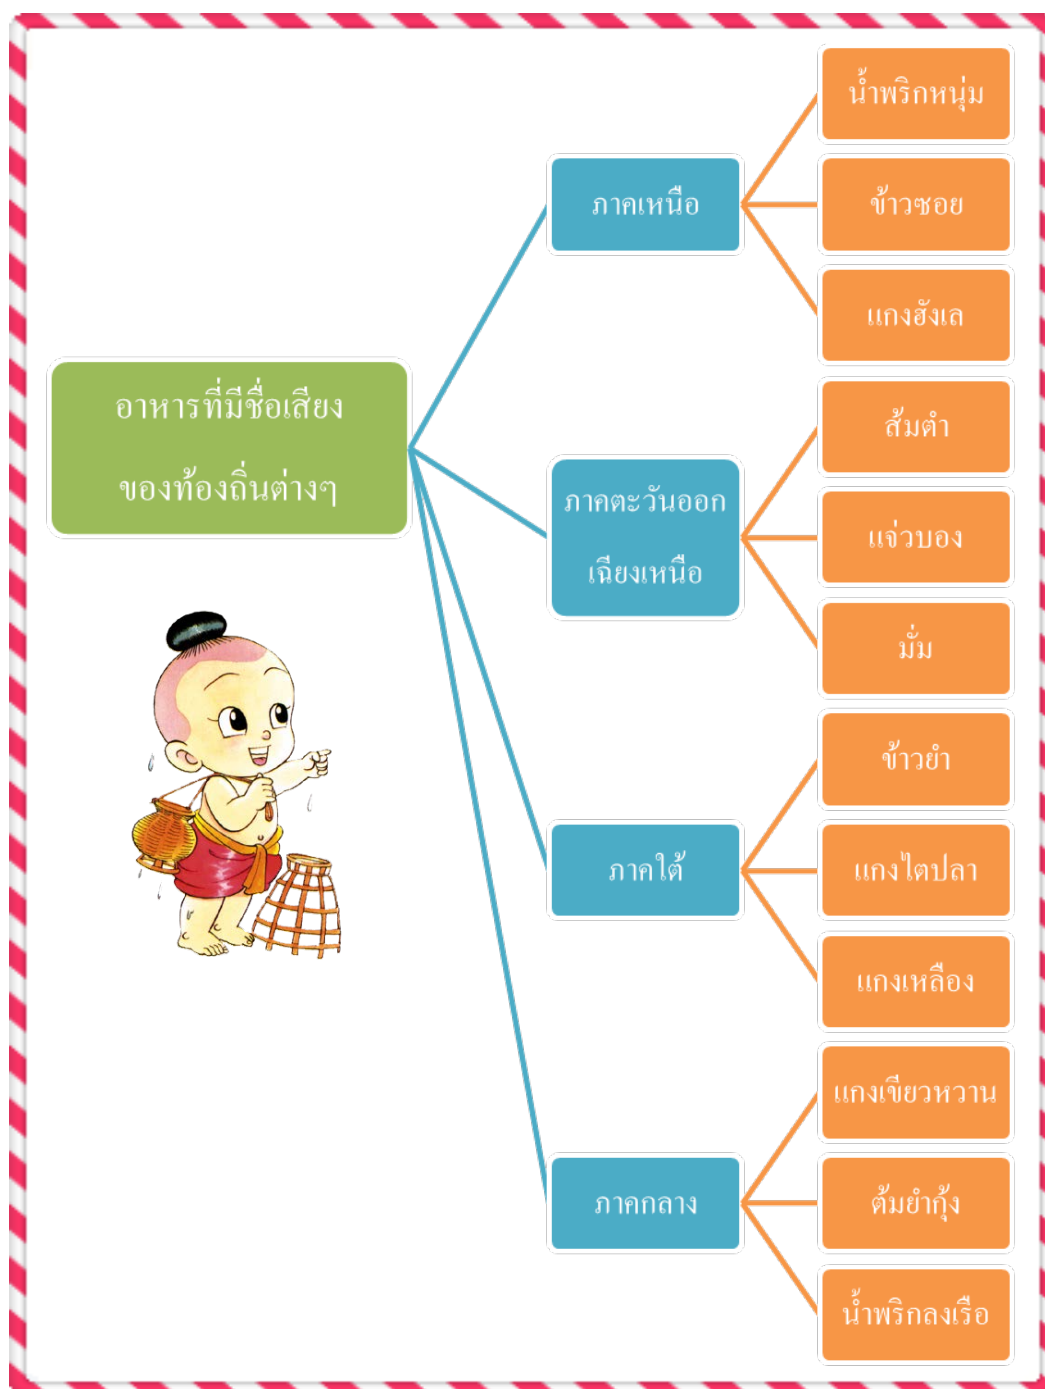 อาหารที่มีชื่อเสียง
ของท้องถิ่นต่างๆ
ภาคเหนือ
น้ำพริกหนุ่ม
ข้าวซอย
แกงฮังเล
ภาคตะวันออก
เฉียงเหนือ
ส้มตำ
แจ่วบอง
มั่ม
ภาคใต้
ข้าวยำ
แกงไตปลา
แกงเหลือง
ภาคกลาง
แกงเขียวหวาน
ต้มยำกุ้ง
น้ำพริกลงเรือ